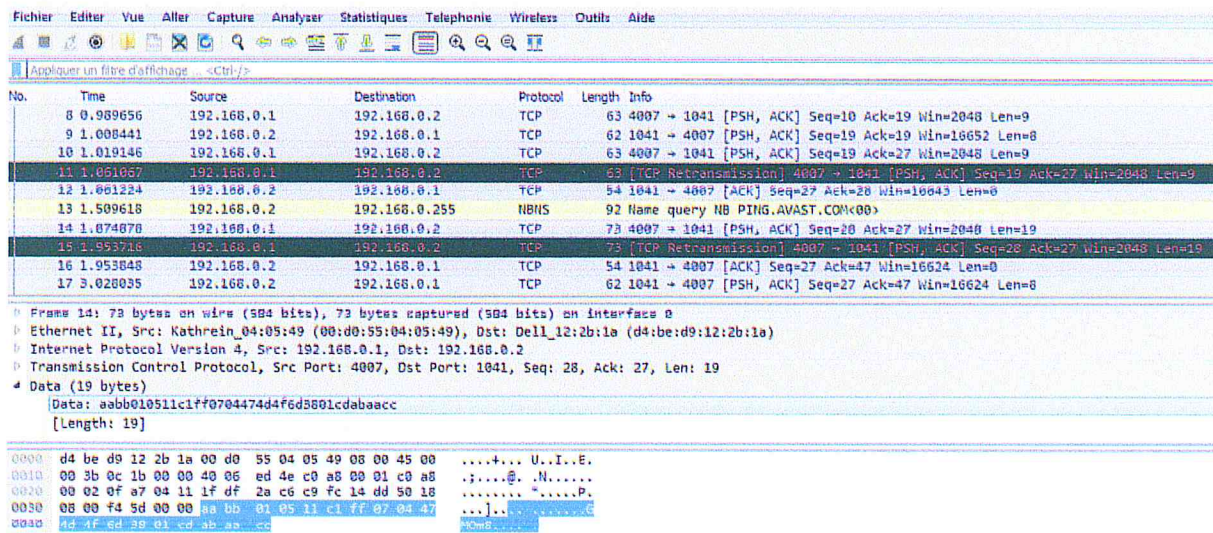 Fichier Editer Vue Aller Capture Analyser Statistiques Telephonie Wireless Outils Aide
Appliquer un filtre d'affichage ... <Ctrl-/>
No. Time Source Destination Protocol Length Info
8 0.989656 192.168.0.1 192.168.0.2 TCP 63 4007 → 1041 [PSH, ACK] Seq=10 Ack=19 Win=2048 Len=9
9 1.008441 192.168.0.2 192.168.0.1 TCP 62 1041 → 4007 [PSH, ACK] Seq=19 Ack=19 Win=16652 Len=8
10 1.019146 192.168.0.1 192.168.0.2 TCP 63 4007 → 1041 [PSH, ACK] Seq=19 Ack=27 Win=2048 Len=9
11 1.061067 192.168.0.1 192.168.0.2 TCP 63 [TCP Retransmission] 4007 → 1041 [PSH, ACK] Seq=19 Ack=27 Win=2048 Len=9
12 1.061224 192.168.0.2 192.168.0.1 TCP 54 1041 → 4007 [ACK] Seq=27 Ack=28 Win=16643 Len=0
13 1.509618 192.168.0.2 192.168.0.255 NBNS 92 Name query NB PING.AVAST.COM<00>
14 1.874878 192.168.0.1 192.168.0.2 TCP 73 4007 → 1041 [PSH, ACK] Seq=28 Ack=27 Win=2048 Len=19
15 1.953716 192.168.0.1 192.168.0.2 TCP 73 [TCP Retransmission] 4007 → 1041 [PSH, ACK] Seq=28 Ack=27 Win=2048 Len=19
16 1.953848 192.168.0.2 192.168.0.1 TCP 54 1041 → 4007 [ACK] Seq=27 Ack=47 Win=16624 Len=0
17 3.028035 192.168.0.2 192.168.0.1 TCP 62 1041 → 4007 [PSH, ACK] Seq=27 Ack=47 Win=16624 Len=8
Frame 14: 73 bytes on wire (584 bits), 73 bytes captured (584 bits) on interface 0
Ethernet II, Src: Kathrein_04:05:49 (00:d0:55:04:05:49), Dst: Dell_12:2b:1a (d4:be:d9:12:2b:1a)
Internet Protocol Version 4, Src: 192.168.0.1, Dst: 192.168.0.2
Transmission Control Protocol, Src Port: 4007, Dst Port: 1041, Seq: 28, Ack: 27, Len: 19
Data (19 bytes)
Data: aabb010511c1ff0704474d4f6d3801cdabaacc
[Length: 19]
0000 d4 be d9 12 2b 1a 00 d0 55 04 05 49 08 00 45 00 ....+... U..I..E.
0010 00 3b 0c 1b 00 00 40 06 ed 4e c0 a8 00 01 c0 a8 .;....@. .N......
0020 00 02 0f a7 04 11 1f df 2a c6 c9 fc 14 dd 50 18 ........ *.....P.
0030 08 00 f4 5d 00 00 aa bb 01 05 11 c1 ff 07 04 47 ...].... .......G
0040 4d 4f 6d 38 01 cd ab aa cc MOm8.....